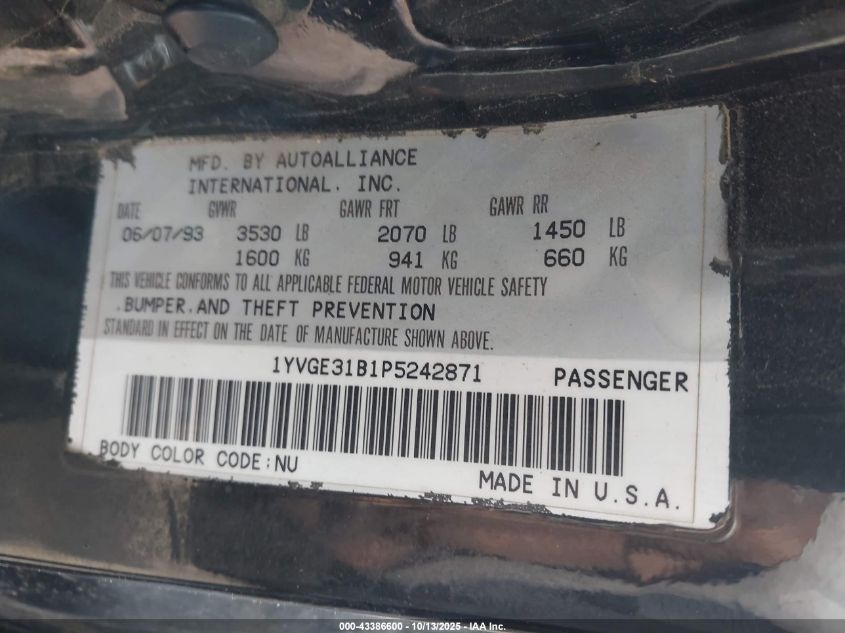 MFD. BY AUTOALLIANCE
INTERNATIONAL. INC.
DATE GVWR GAWR FRT GAWR RR
06/07/93 3530 LB 2070 LB 1450 LB
1600 KG 941 KG 660 KG
THIS VEHICLE CONFORMS TO ALL APPLICABLE FEDERAL MOTOR VEHICLE SAFETY
.BUMPER.AND THEFT PREVENTION
STANDARD IN EFFECT ON THE DATE OF MANUFACTURE SHOWN ABOVE.
1YVGE31B1P5242871 PASSENGER
BODY COLOR CODE:NU
MADE IN U.S.A.
000-43386600 - 10/13/2025 - IAA Inc.